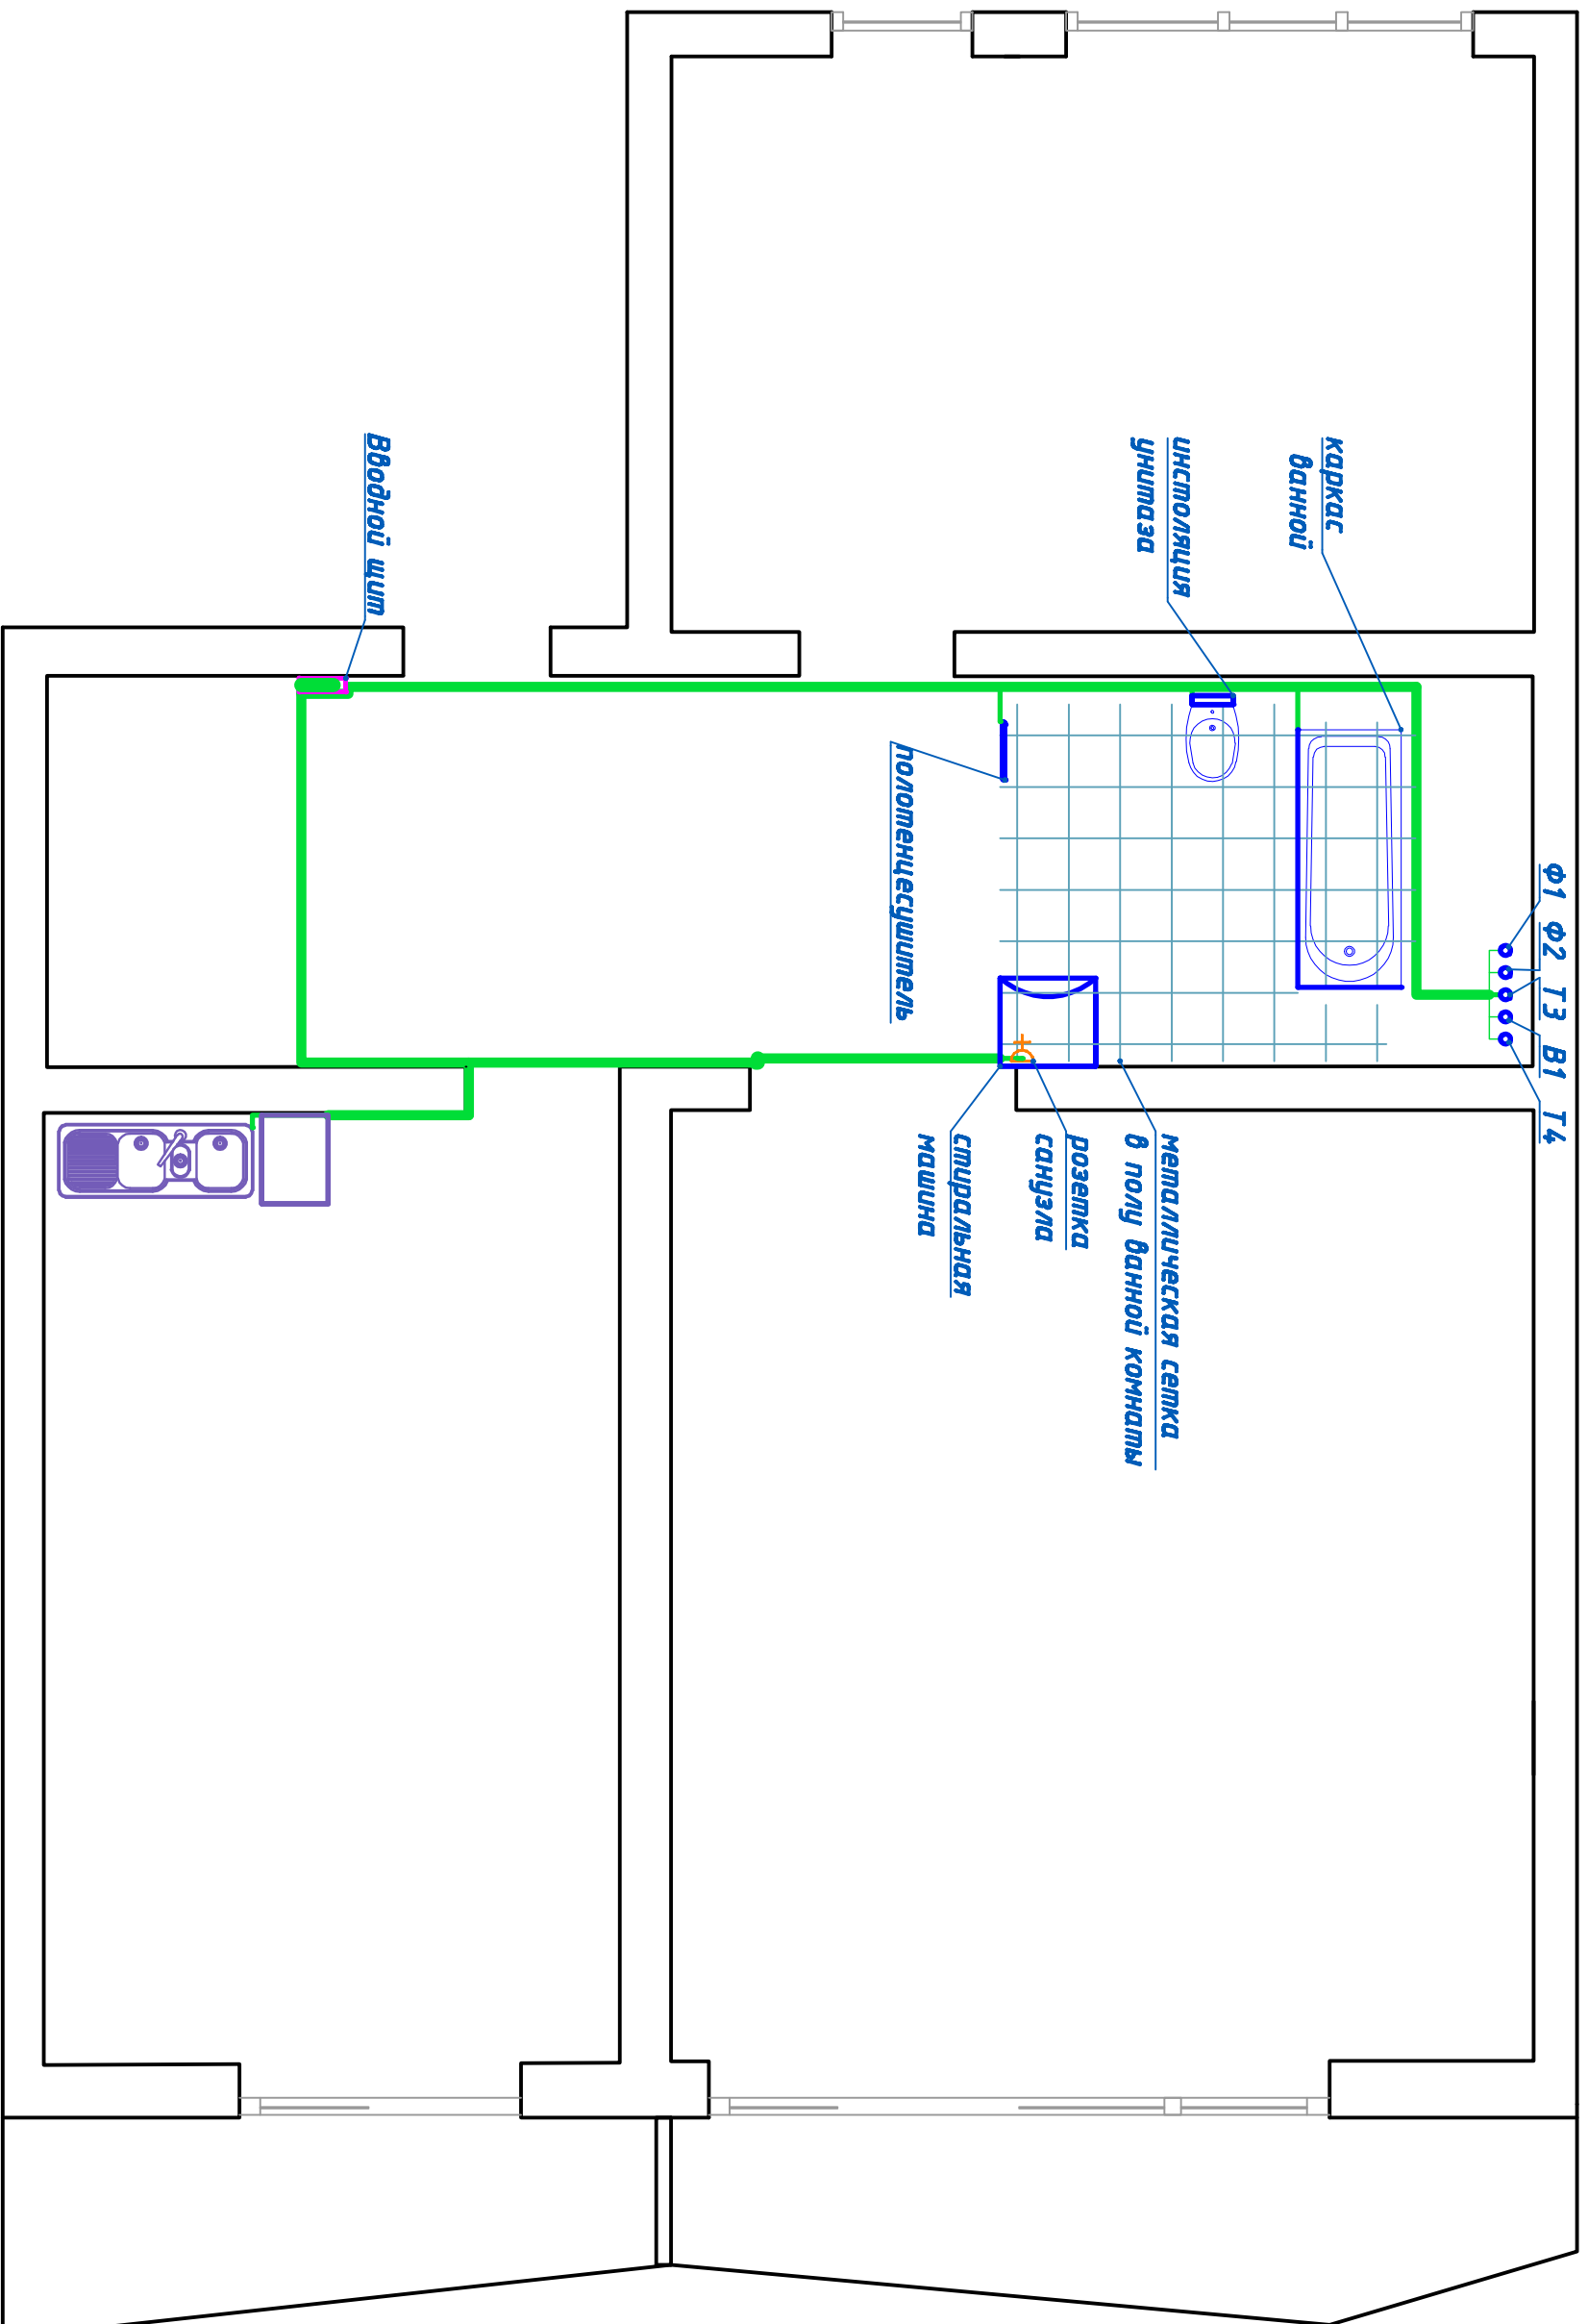 Ф1 Ф2 Т3 В1 Т4
каркас
ванной
инстоляция
унитаза
металлическая сетка
в полу ванной комнаты
розетка
санузла
стиральная
машина
полотенцесушитель
Вводной щит